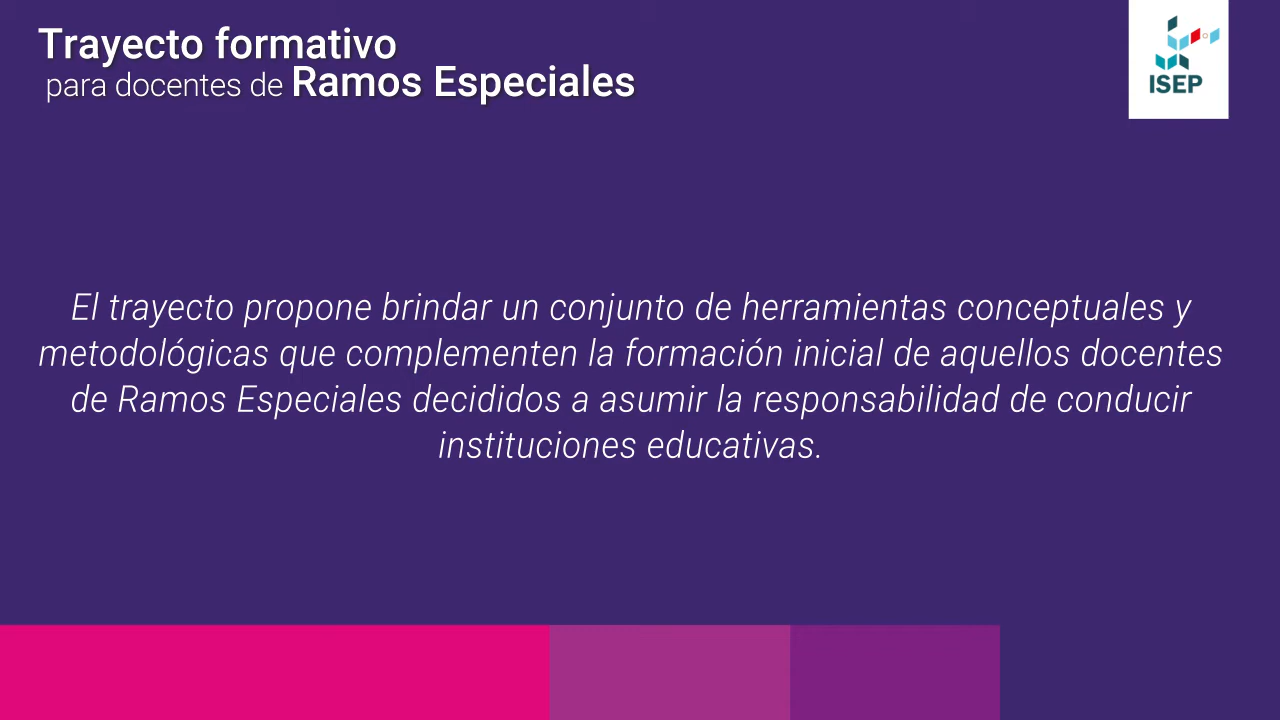 Trayecto formativo
para docentes de Ramos Especiales
ISEP
El trayecto propone brindar un conjunto de herramientas conceptuales y
metodológicas que complementen la formación inicial de aquellos docentes
de Ramos Especiales decididos a asumir la responsabilidad de conducir
instituciones educativas.